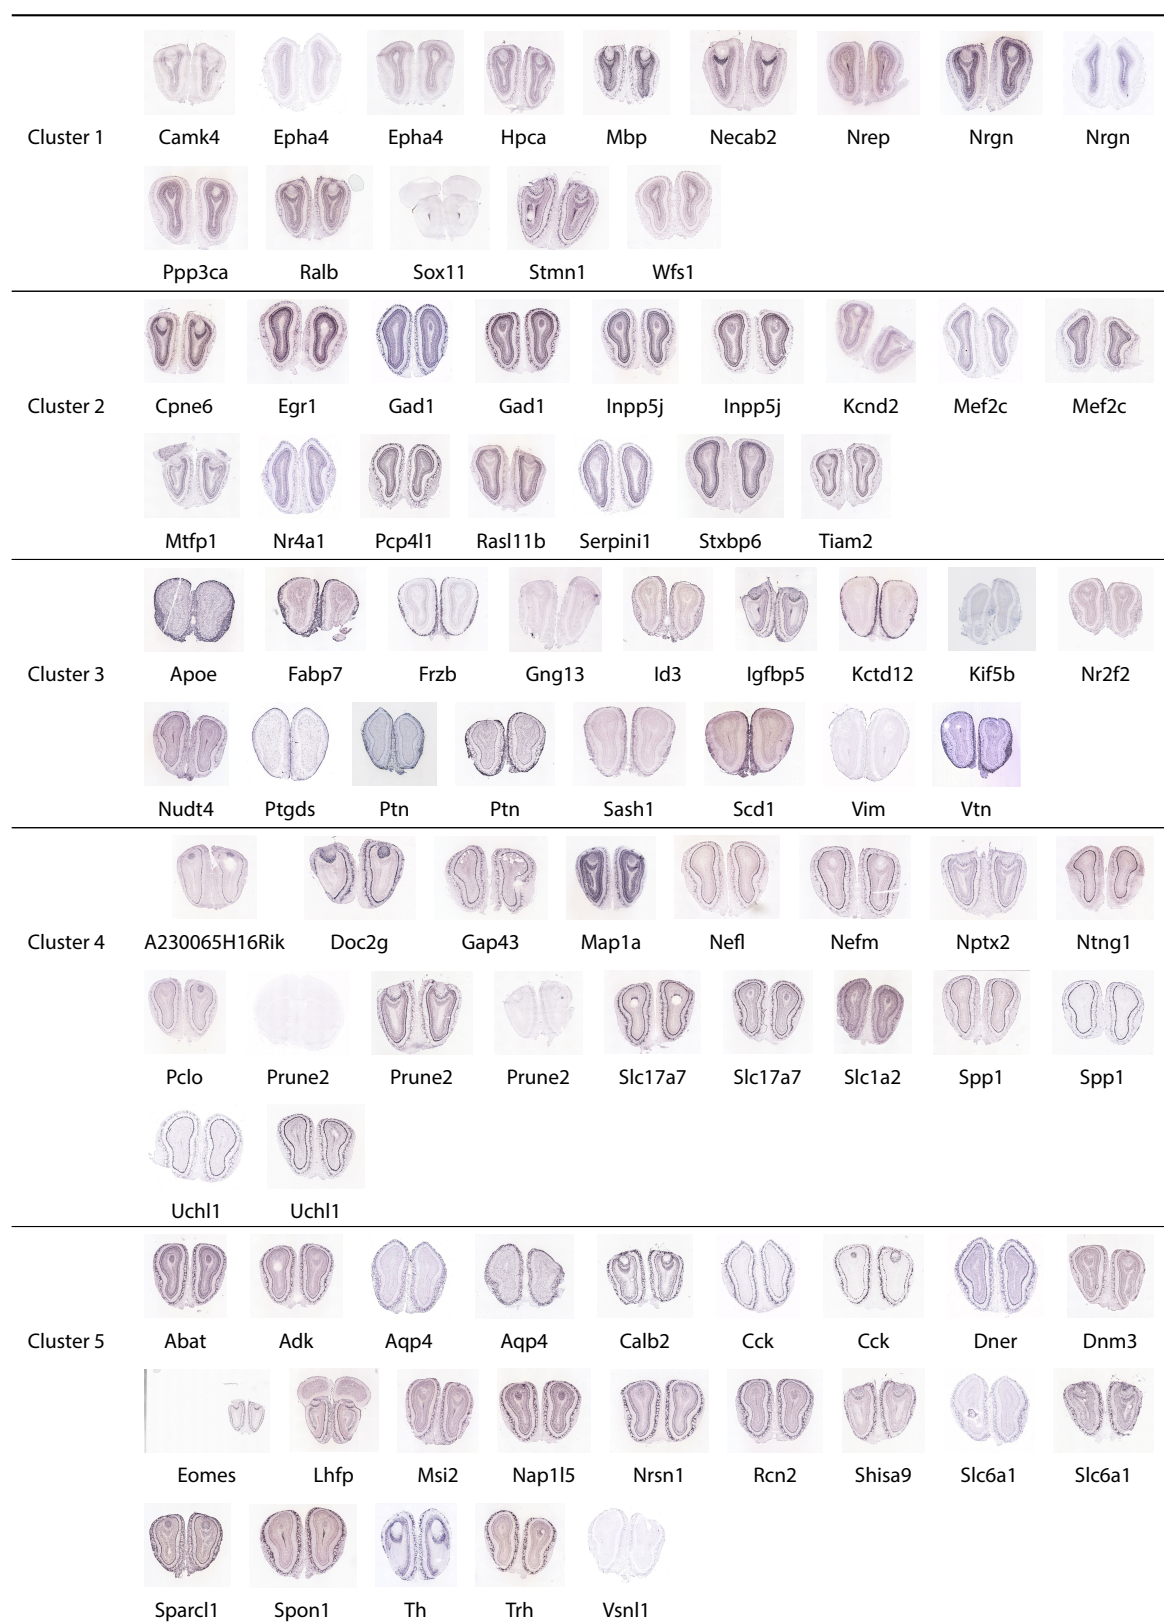 Camk4 Epha4 Epha4 Hpca Mbp Necab2 Nrep Nrgn Nrgn
Cluster 1
Ppp3ca Ralb Sox11 Stmn1 Wfs1
Cpne6 Egr1 Gad1 Gad1 Inpp5j Inpp5j Kcnd2 Mef2c Mef2c
Cluster 2
Mtfp1 Nr4a1 Pcp4l1 Rasl11b Serpini1 Stxbp6 Tiam2
Apoe Fabp7 Frzb Gng13 Id3 Igfbp5 Kctd12 Kif5b Nr2f2
Cluster 3
Nudt4 Ptgds Ptn Ptn Sash1 Scd1 Vim Vtn
A230065H16Rik Doc2g Gap43 Map1a Nefl Nefm Nptx2 Ntng1
Cluster 4
Pclo Prune2 Prune2 Prune2 Slc17a7 Slc17a7 Slc1a2 Spp1 Spp1
Uchl1 Uchl1
Abat Adk Aqp4 Aqp4 Calb2 Cck Cck Dner Dnm3
Cluster 5
Eomes Lhfp Msi2 Nap1l5 Nrsn1 Rcn2 Shisa9 Slc6a1 Slc6a1
Sparcl1 Spon1 Th Trh Vsnl1